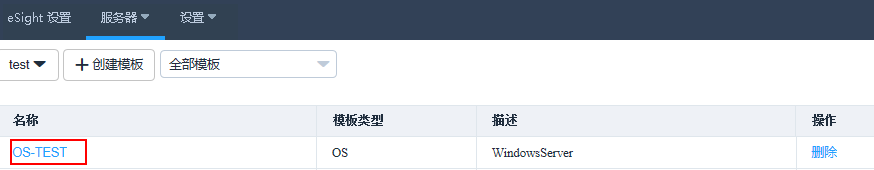 eSight 设置 服务器 设置
test 创建模板 全部模板
名称 模板类型 描述 操作
OS-TEST OS WindowsServer 删除